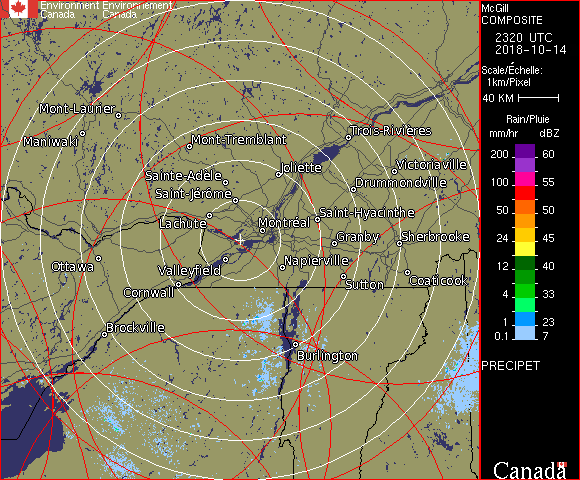 Environment Environnement
Canada Canada
McGill
COMPOSITE
2320 UTC
2018-10-14
Scale/Échelle:
1km/Pixel
40 KM
Rain/Pluie
mm/hr dBZ
200 60
100 55
50 50
24 45
12 40
4 33
1 23
0.1 7
PRECIPET
Canada
Mont-Laurier
Maniwaki
Mont-Tremblant
Trois-Rivières
Sainte-Adèle
Joliette
Victoriaville
Saint-Jérôme
Drummondville
Lachute
Montréal
Saint-Hyacinthe
Granby
Sherbrooke
Ottawa
Valleyfield
Napierville
Cornwall
Sutton
Coaticook
Brockville
Burlington